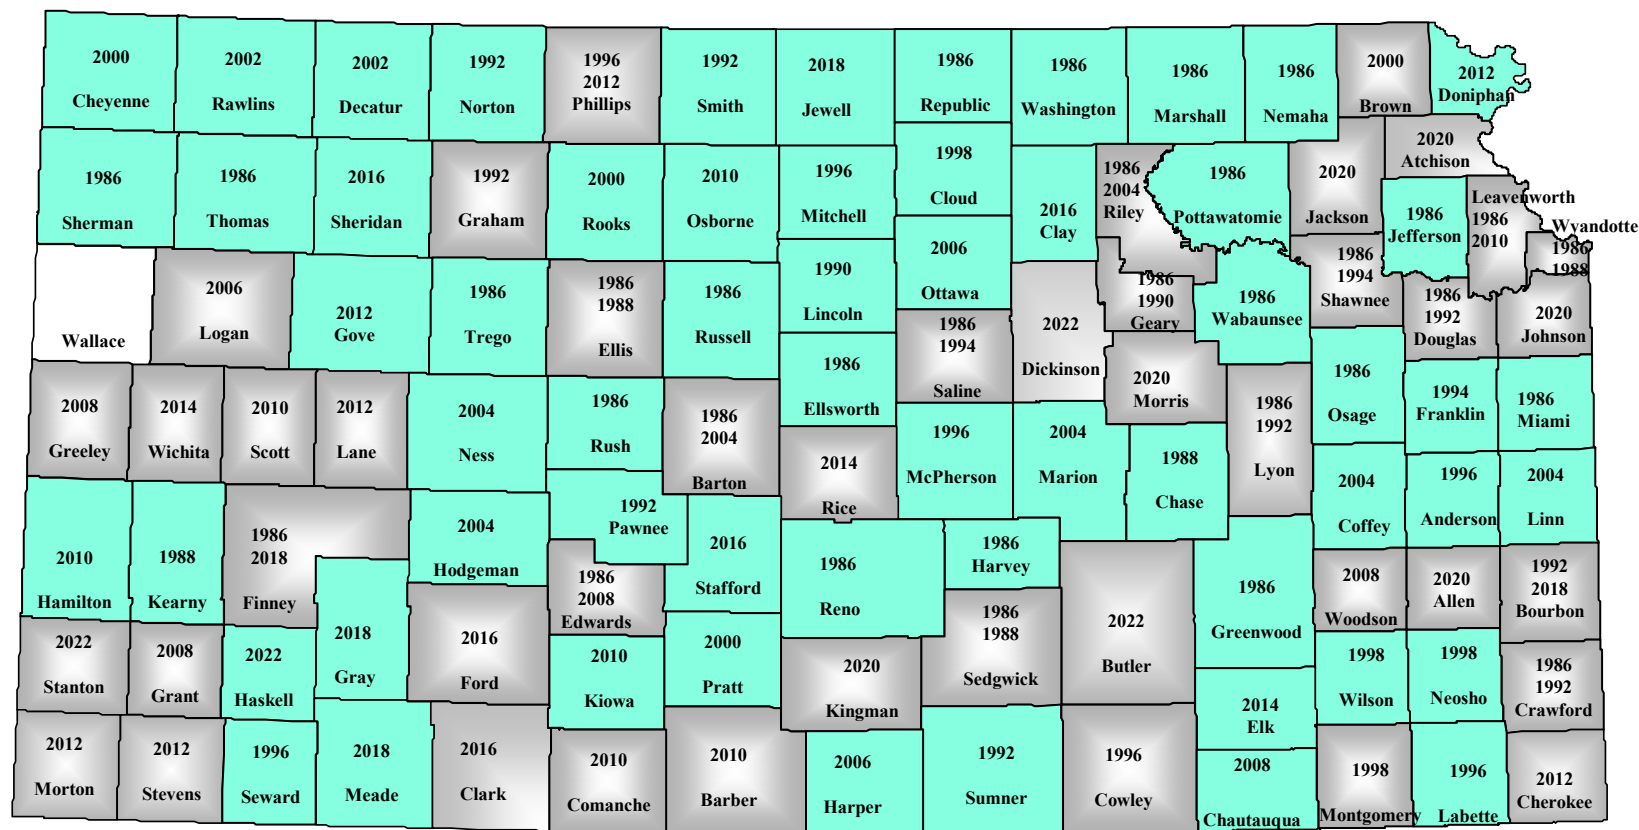 2000
Cheyenne
2002
Rawlins
2002
Decatur
1992
Norton
1996
2012
Phillips
1992
Smith
2018
Jewell
1986
Republic
1986
Washington
1986
Marshall
1986
Nemaha
2000
Brown
2012
Doniphan
1986
Sherman
1986
Thomas
2016
Sheridan
1992
Graham
2000
Rooks
2010
Osborne
1996
Mitchell
1998
Cloud
2016
Clay
1986
2004
Riley
1986
Pottawatomie
2020
Jackson
2020
Atchison
1986
Jefferson
Leavenworth
1986
2010
Wyandotte
1986
1988
Wallace
2006
Logan
2012
Gove
1986
Trego
1986
1988
Ellis
1986
Russell
1990
Lincoln
2006
Ottawa
1986
1994
Saline
2022
Dickinson
1986
1990
Geary
1986
Wabaunsee
1986
1994
Shawnee
1986
1992
Douglas
2020
Johnson
2008
Greeley
2014
Wichita
2010
Scott
2012
Lane
2004
Ness
1986
Rush
1986
2004
Barton
1986
Ellsworth
2014
Rice
1996
McPherson
2004
Marion
2020
Morris
1988
Chase
1986
1992
Lyon
1986
Osage
1994
Franklin
1986
Miami
2010
Hamilton
1988
Kearny
1986
2018
Finney
2004
Hodgeman
1992
Pawnee
1986
2008
Edwards
2016
Stafford
1986
Reno
1986
Harvey
2022
Butler
1986
Greenwood
2004
Coffey
1996
Anderson
2004
Linn
2008
Woodson
2020
Allen
1992
2018
Bourbon
2022
Stanton
2008
Grant
2022
Haskell
2018
Gray
2016
Ford
2010
Kiowa
2000
Pratt
2020
Kingman
1986
1988
Sedgwick
2014
Elk
1998
Wilson
1998
Neosho
1986
1992
Crawford
2012
Morton
2012
Stevens
1996
Seward
2018
Meade
2016
Clark
2010
Comanche
2010
Barber
2006
Harper
1992
Sumner
1996
Cowley
2008
Chautauqua
1998
Montgomery
1996
Labette
2012
Cherokee